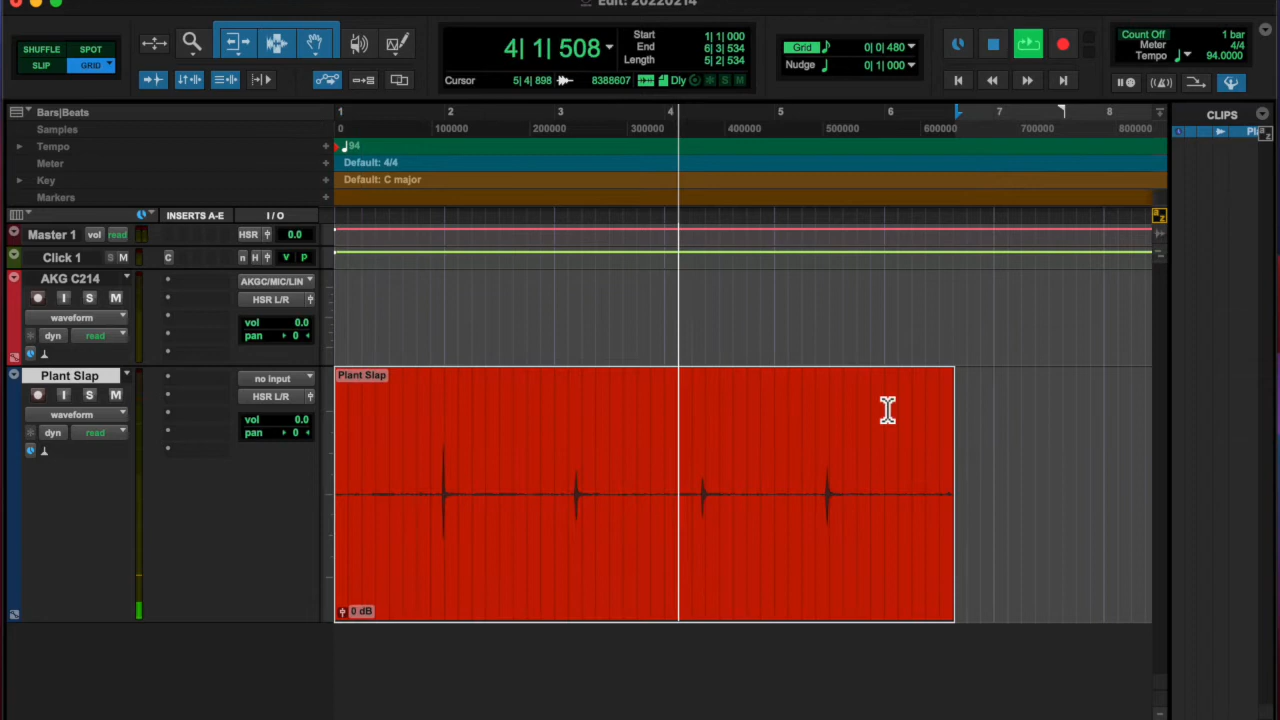 Edit: 20220214
SHUFFLE SPOT
SLIP GRID
4| 1| 508
Start 1| 1| 000
End 6| 3| 534
Length 5| 2| 534
Cursor 5| 4| 898 8388607 Dly S M
Grid 0| 0| 480
Nudge 0| 1| 000
Count Off 1 bar
Meter 4/4
Tempo 94.0000
Bars|Beats 1 2 3 4 5 6 7 8
Samples 0 100000 200000 300000 400000 500000 600000 700000 800000
Tempo + 94
Meter + Default: 4/4
Key + Default: C major
Markers +
INSERTS A-E I / O
CLIPS
Master 1 vol read HSR 0.0
Click 1 S M C n H v p
AKG C214
I S M
waveform
dyn read
AKGC/MIC/LIN
HSR L/R
vol 0.0
pan 0
Plant Slap
I S M
waveform
dyn read
no input
HSR L/R
vol 0.0
pan 0
Plant Slap
0 dB
a
z